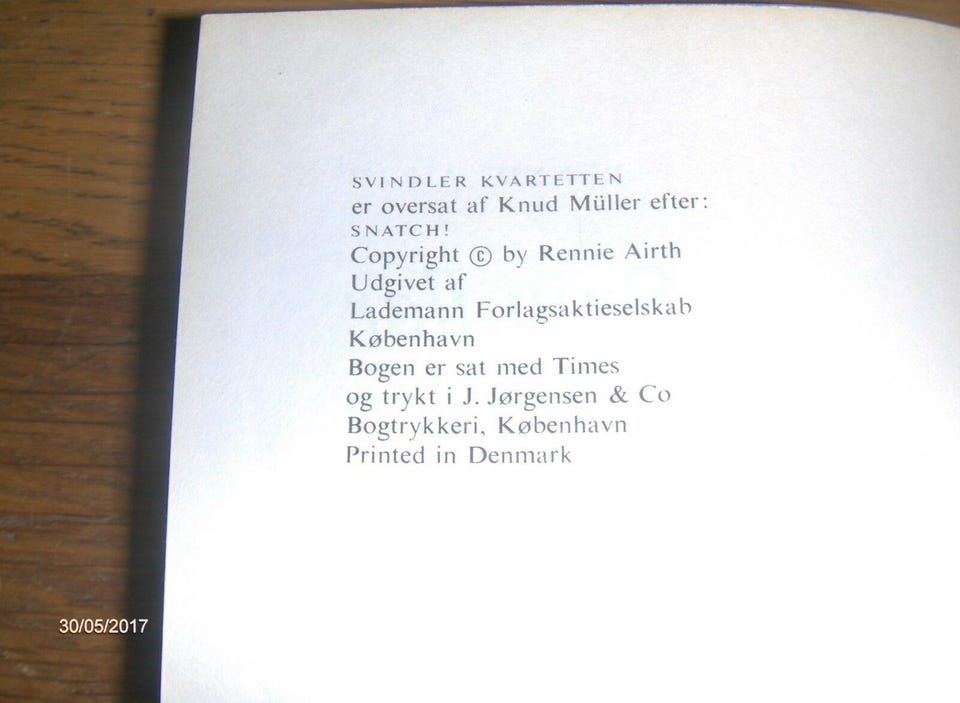 SVINDLER KVARTETTEN
er oversat af Knud Müller efter:
SNATCH!
Copyright © by Rennie Airth
Udgivet af
Lademann Forlagsaktieselskab
København
Bogen er sat med Times
og trykt i J. Jørgensen & Co
Bogtrykkeri, København
Printed in Denmark
30/05/2017